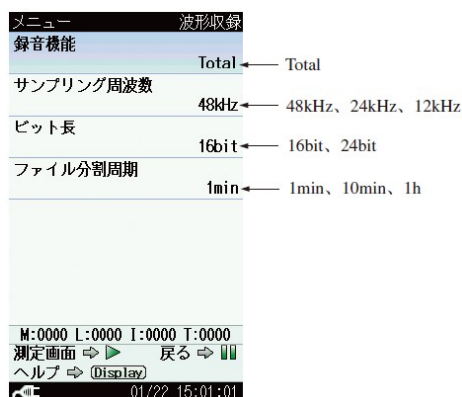 メニュー 波形収録
録音機能
Total Total
サンプリング周波数
48kHz 48kHz、24kHz、12kHz
ビット長
16bit 16bit、24bit
ファイル分割周期
1min 1min、10min、1h
M:0000 L:0000 I:0000 T:0000
測定画面 ⇨ ▶ 戻る ⇨ ▮▮
ヘルプ ⇨ Display
01/22 15:01:01